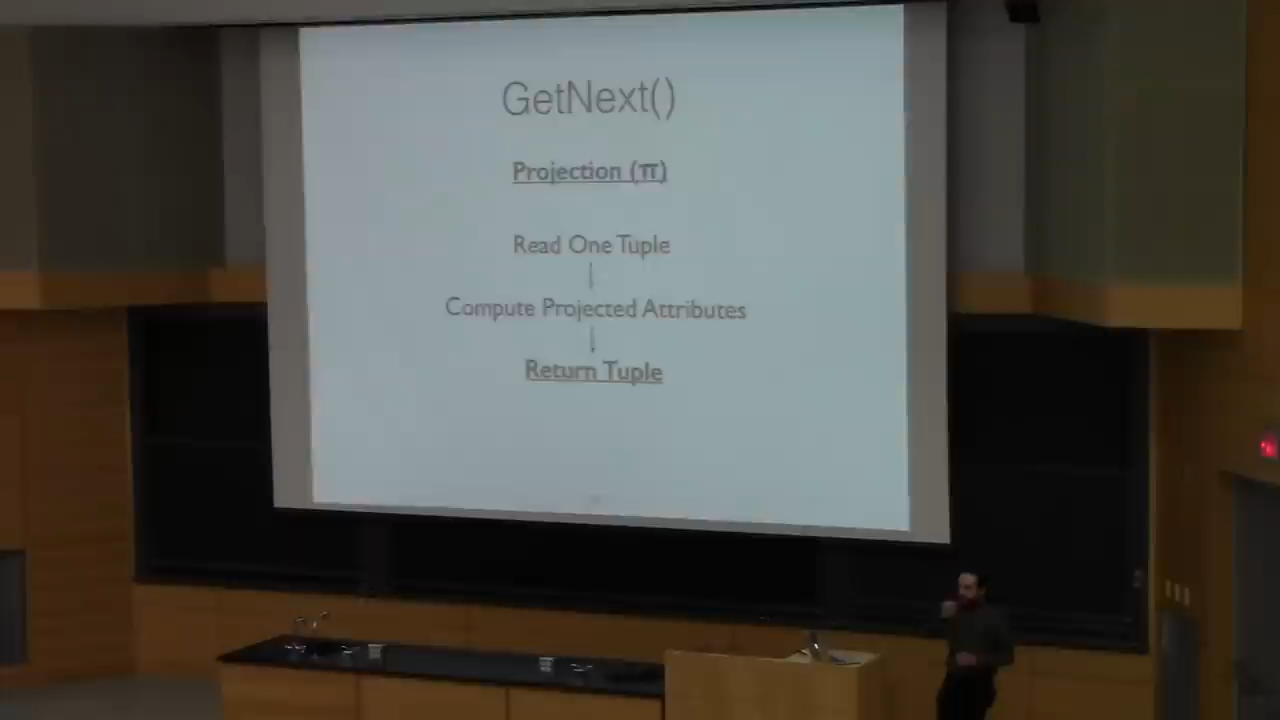 GetNext()
Projection (π)
Read One Tuple
Compute Projected Attributes
Return Tuple